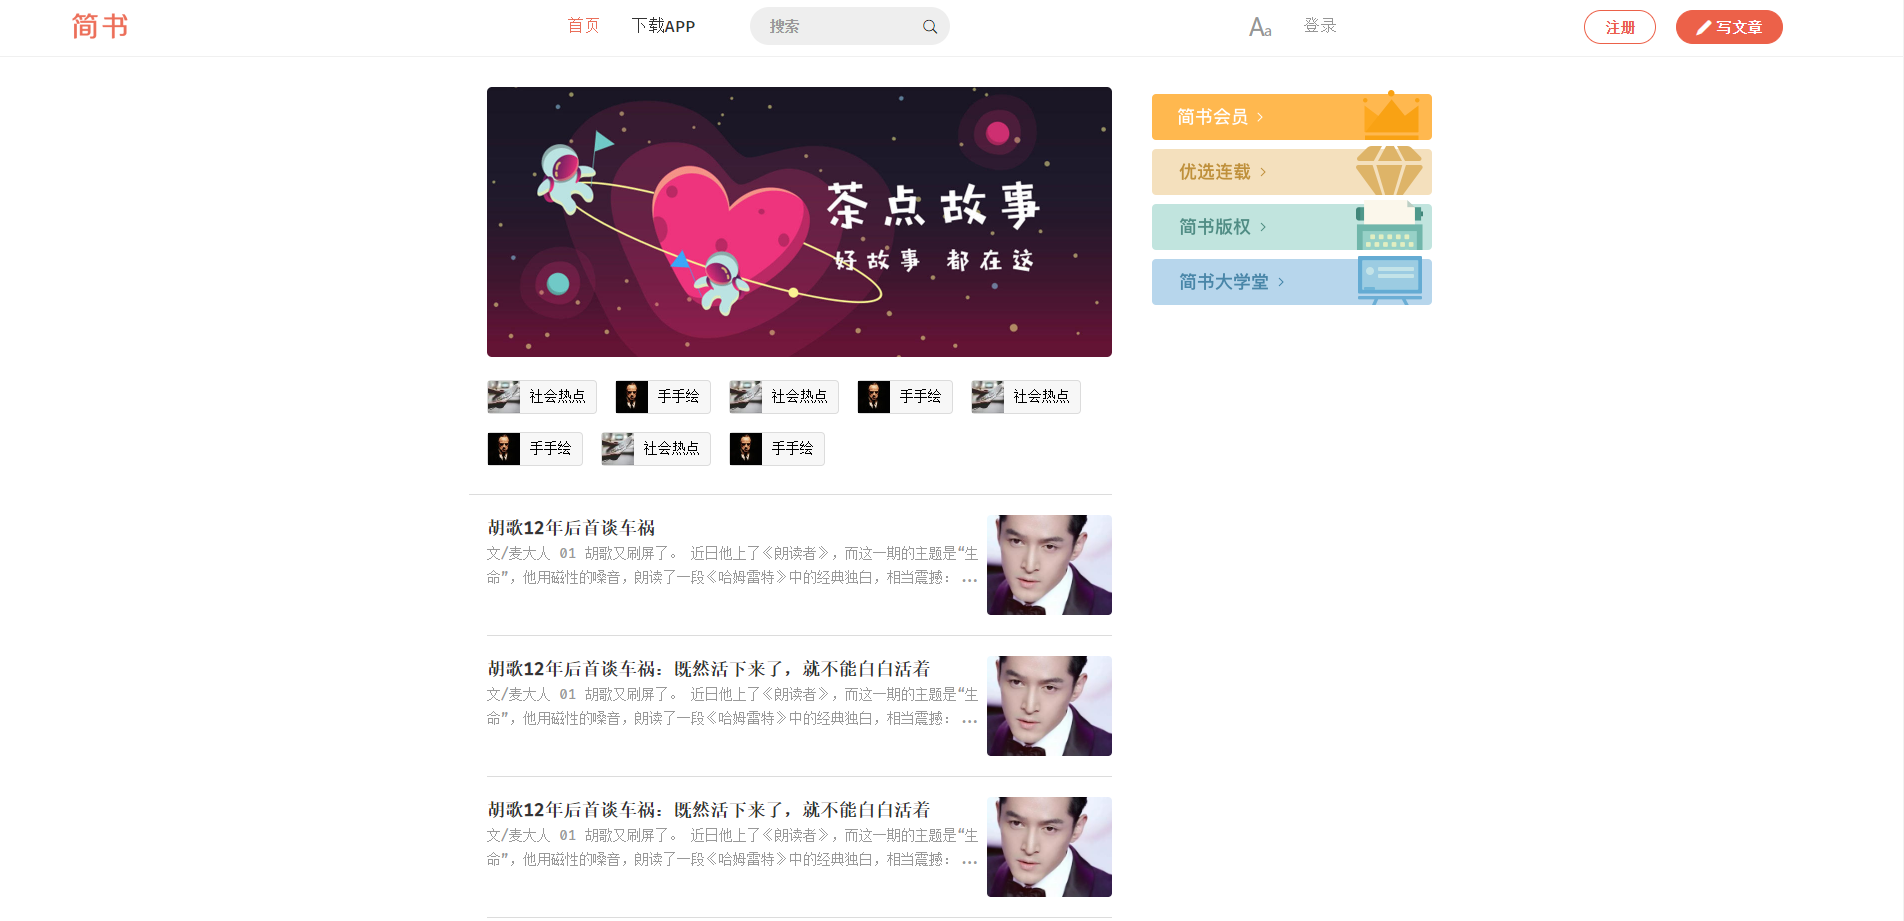 简书
首页
下载APP
搜索
Aa
登录
注册
写文章
茶点故事
好故事 都在这
简书会员 >
优选连载 >
简书版权 >
简书大学堂 >
社会热点
手手绘
社会热点
手手绘
社会热点
手手绘
社会热点
手手绘
胡歌12年后首谈车祸
文/麦大人 01 胡歌又刷屏了。 近日他上了《朗读者》，而这一期的主题是“生
命”，他用磁性的嗓音，朗读了一段《哈姆雷特》中的经典独白，相当震撼： ...
胡歌12年后首谈车祸：既然活下来了，就不能白白活着
文/麦大人 01 胡歌又刷屏了。 近日他上了《朗读者》，而这一期的主题是“生
命”，他用磁性的嗓音，朗读了一段《哈姆雷特》中的经典独白，相当震撼： ...
胡歌12年后首谈车祸：既然活下来了，就不能白白活着
文/麦大人 01 胡歌又刷屏了。 近日他上了《朗读者》，而这一期的主题是“生
命”，他用磁性的嗓音，朗读了一段《哈姆雷特》中的经典独白，相当震撼： ...